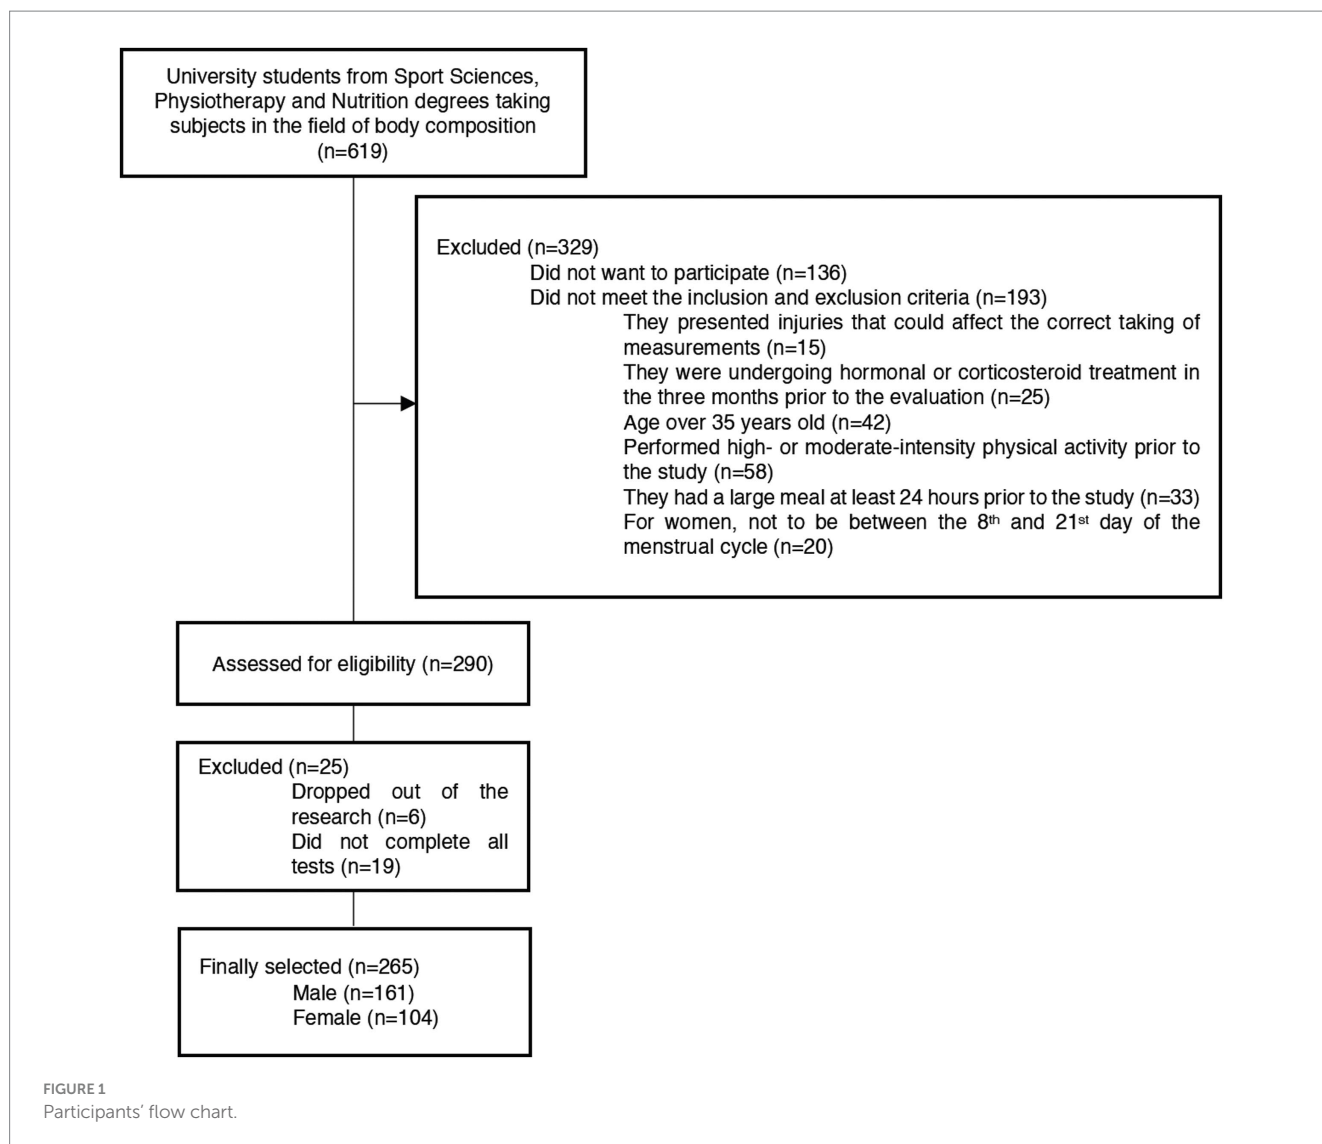 University students from Sport Sciences,
Physiotherapy and Nutrition degrees taking
subjects in the field of body composition
(n=619)
Excluded (n=329)
Did not want to participate (n=136)
Did not meet the inclusion and exclusion criteria (n=193)
They presented injuries that could affect the correct taking of
measurements (n=15)
They were undergoing hormonal or corticosteroid treatment in
the three months prior to the evaluation (n=25)
Age over 35 years old (n=42)
Performed high- or moderate-intensity physical activity prior to
the study (n=58)
They had a large meal at least 24 hours prior to the study (n=33)
For women, not to be between the 8th and 21st day of the
menstrual cycle (n=20)
Assessed for eligibility (n=290)
Excluded (n=25)
Dropped out of the
research (n=6)
Did not complete all
tests (n=19)
Finally selected (n=265)
Male (n=161)
Female (n=104)
FIGURE 1
Participants’ flow chart.